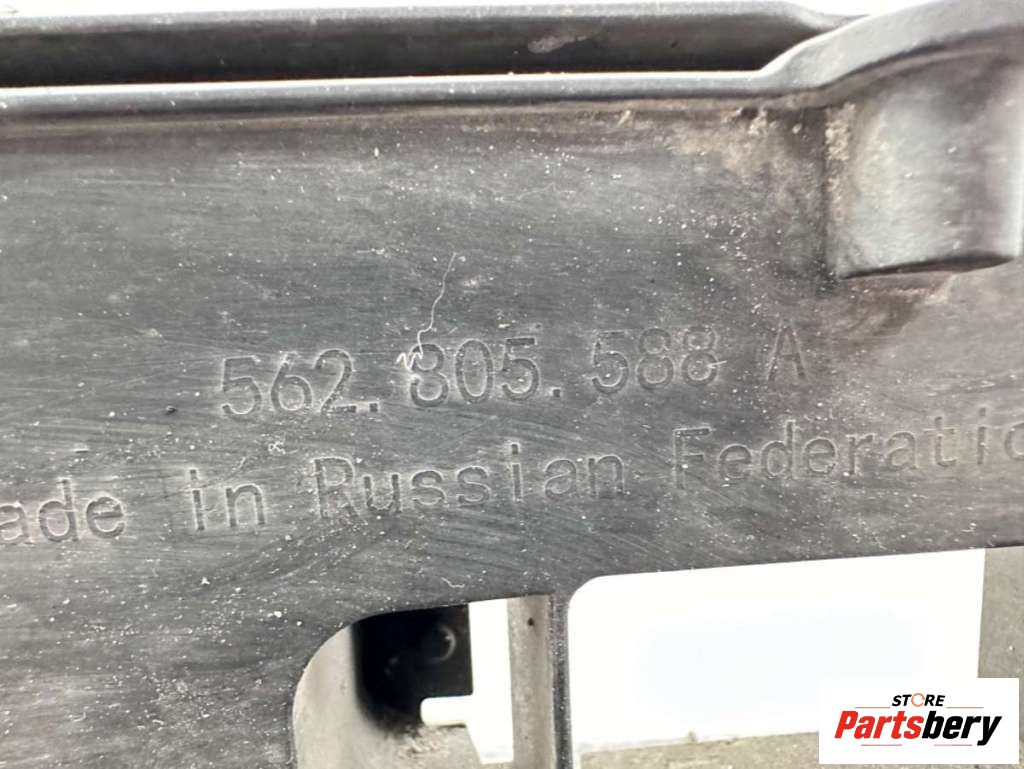 562.805.588 A
ade in Russian Federatio
STORE
Partsbery